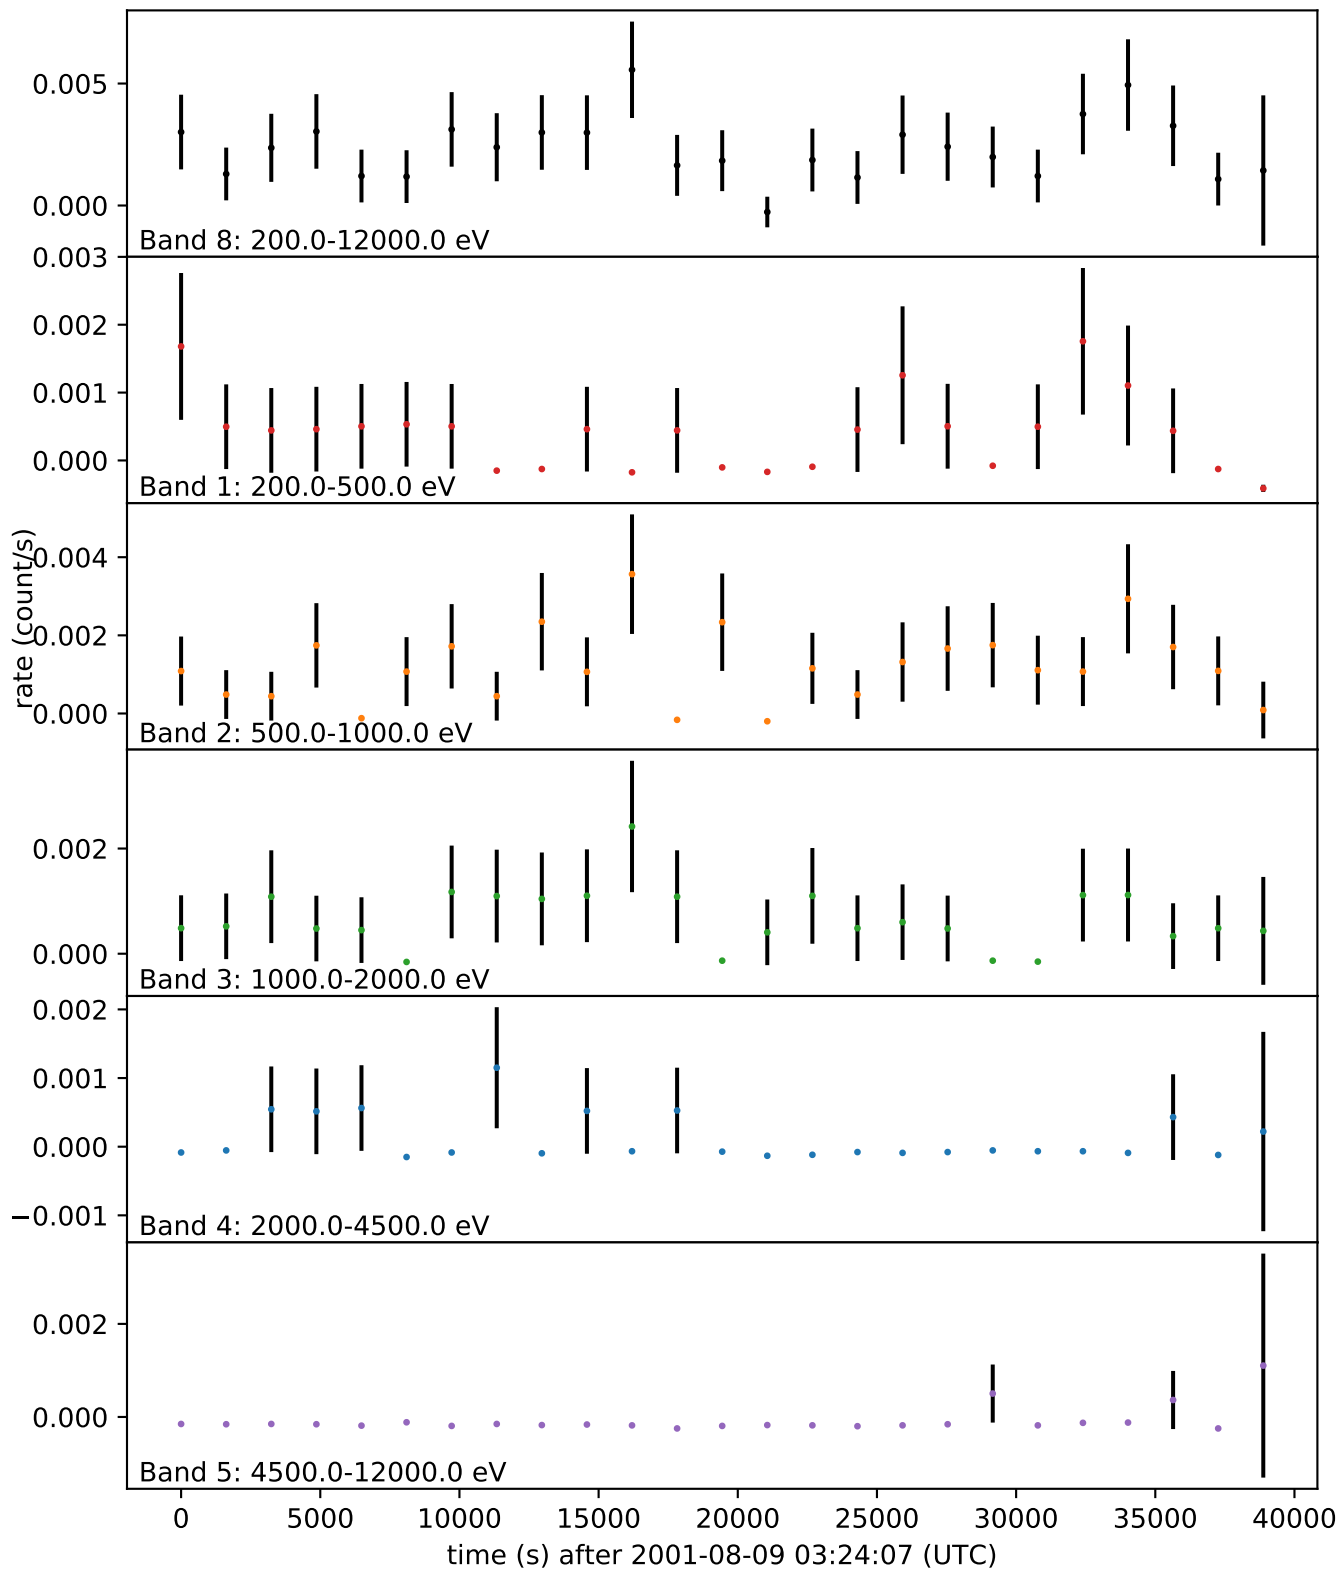 0.005
0.000
Band 8: 200.0-12000.0 eV
0.003
0.002
0.001
0.000
Band 1: 200.0-500.0 eV
rate (count/s)
0.004
0.002
0.000
Band 2: 500.0-1000.0 eV
0.002
0.000
Band 3: 1000.0-2000.0 eV
0.002
0.001
0.000
−0.001
Band 4: 2000.0-4500.0 eV
0.002
0.000
Band 5: 4500.0-12000.0 eV
0 5000 10000 15000 20000 25000 30000 35000 40000
time (s) after 2001-08-09 03:24:07 (UTC)